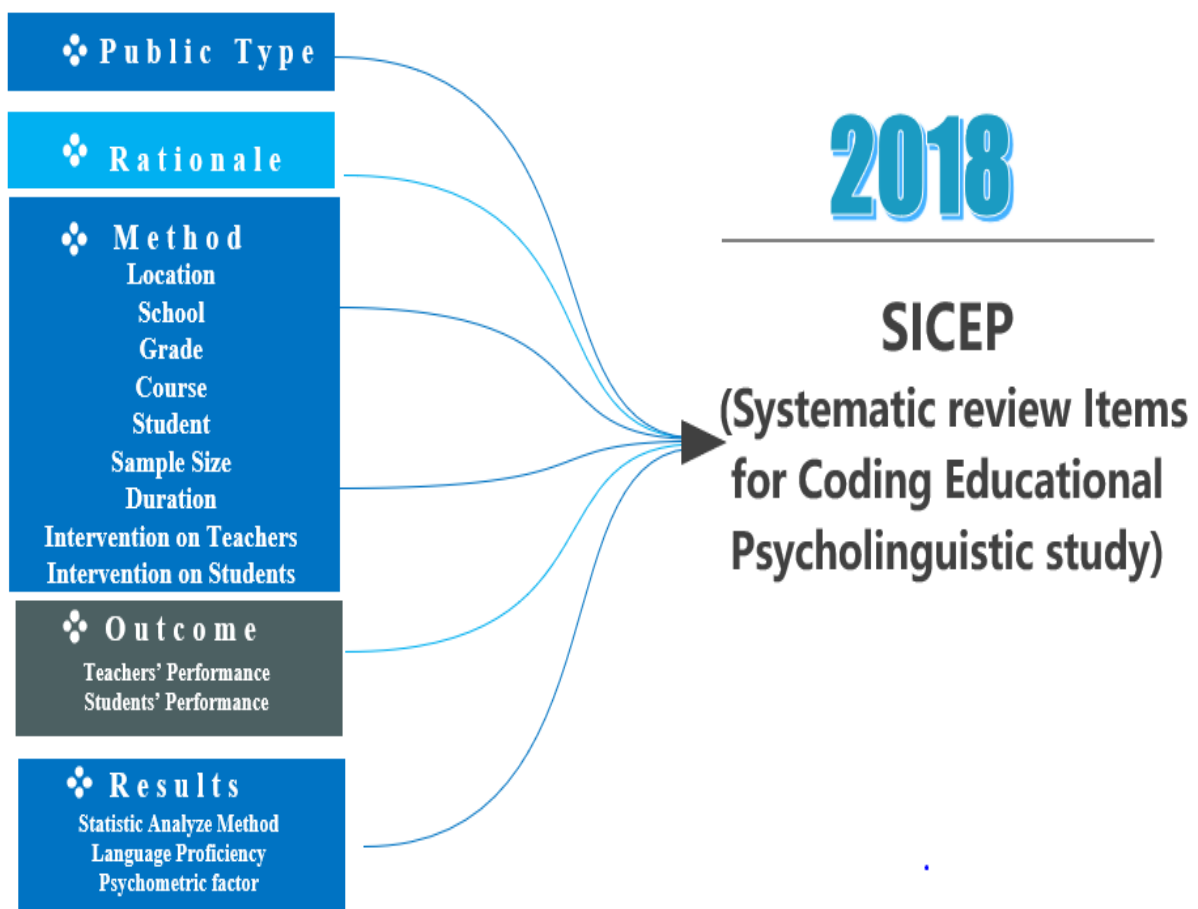 Public Type
Rationale
Method
Location
School
Grade
Course
Student
Sample Size
Duration
Intervention on Teachers
Intervention on Students
Outcome
Teachers’ Performance
Students’ Performance
Results
Statistic Analyze Method
Language Proficiency
Psychometric factor
2018
SICEP
(Systematic review Items
for Coding Educational
Psycholinguistic study)